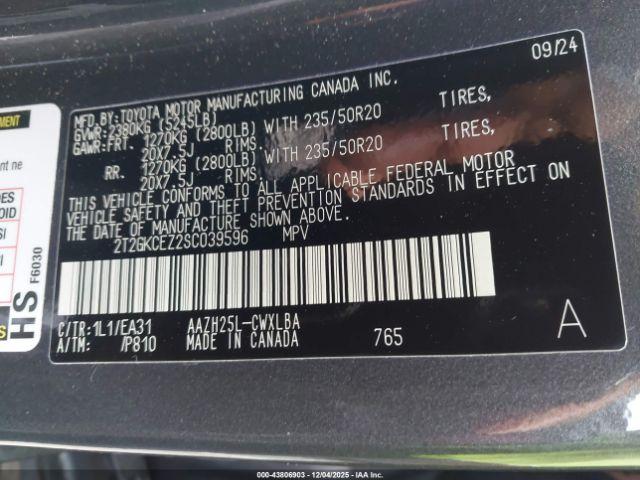 09/24
MFD.BY:TOYOTA MOTOR MANUFACTURING CANADA INC.
GVWR:2380KG (5245LB)
GAWR:FRT. 1270KG (2800LB) WITH 235/50R20 TIRES,
20X7.5J RIMS.
RR. 1270KG (2800LB) WITH 235/50R20 TIRES,
20X7.5J RIMS.
THIS VEHICLE CONFORMS TO ALL APPLICABLE FEDERAL MOTOR
VEHICLE SAFETY AND THEFT PREVENTION STANDARDS IN EFFECT ON
THE DATE OF MANUFACTURE SHOWN ABOVE.
2T2GKCEZ2SC039596 MPV
C/TR:1L1/EA31 AAZH25L-CWXLBA
A/TM: /P810 MADE IN CANADA 765
A
HS F6030
000-43806903 - 12/04/2025 - IAAI.COM